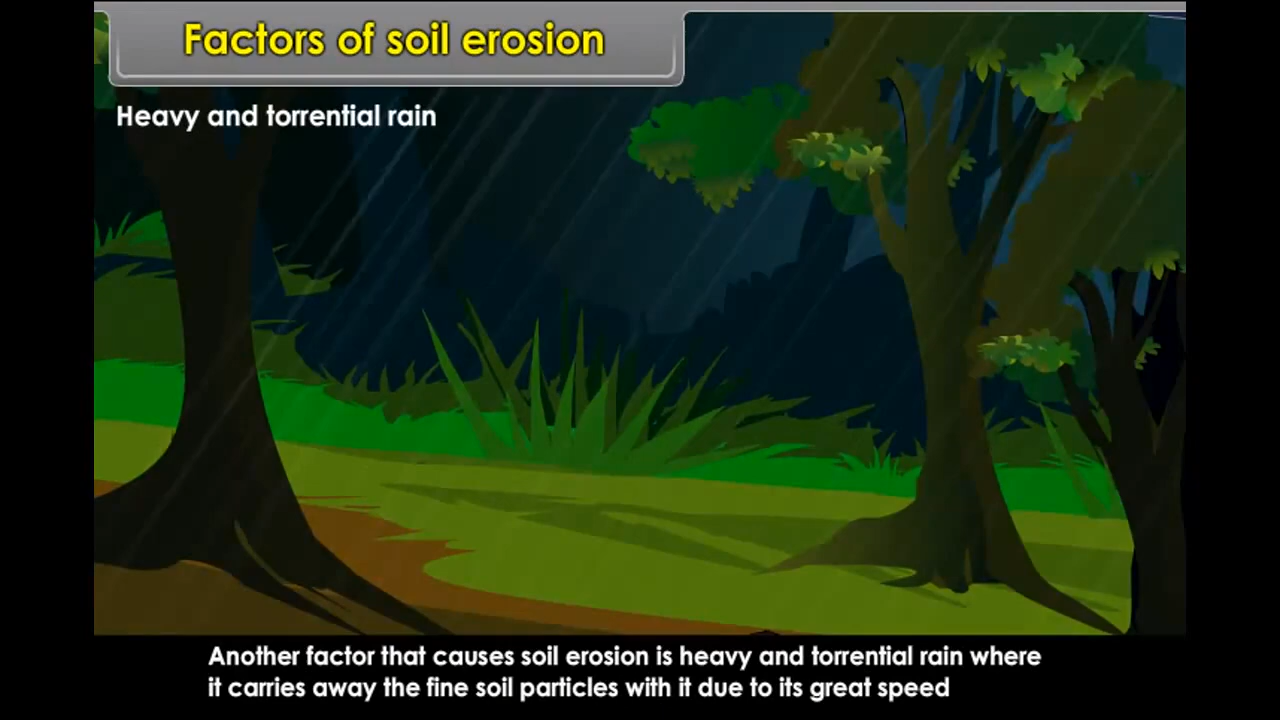 Factors of soil erosion
Heavy and torrential rain
Another factor that causes soil erosion is heavy and torrential rain where
it carries away the fine soil particles with it due to its great speed